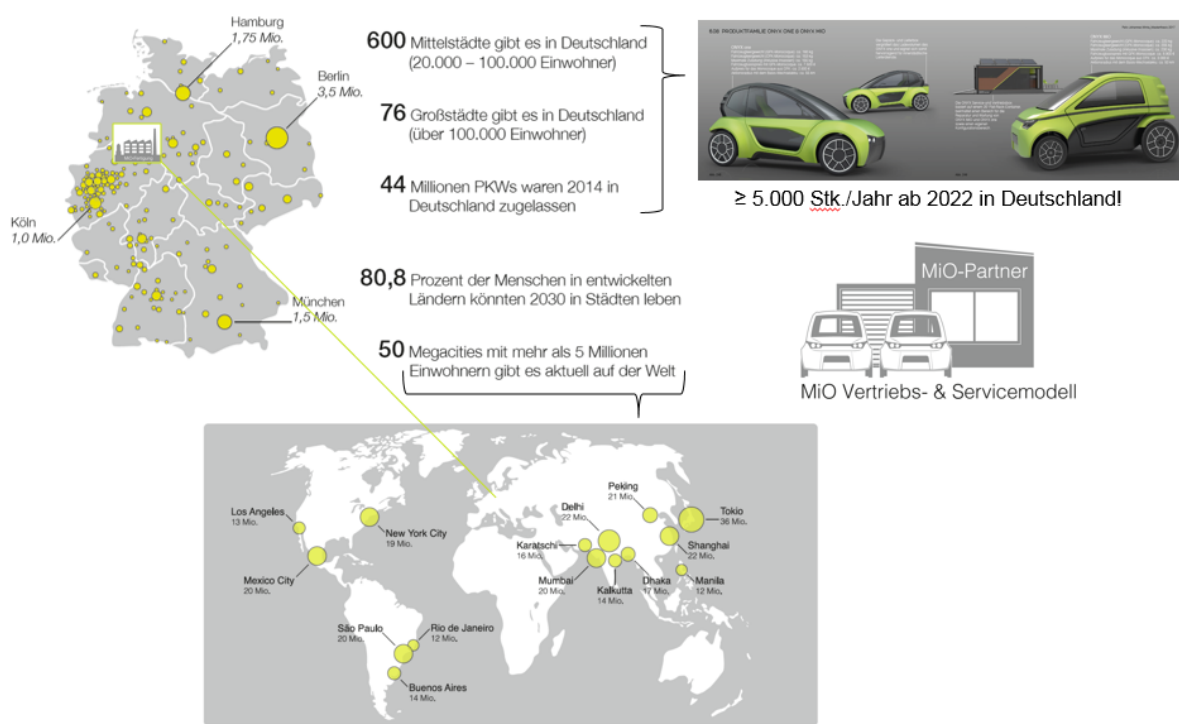 Hamburg
1,75 Mio.
Berlin
3,5 Mio.
MiO-Fertigung
Köln
1,0 Mio.
München
1,5 Mio.
600 Mittelstädte gibt es in Deutschland
(20.000 – 100.000 Einwohner)
76 Großstädte gibt es in Deutschland
(über 100.000 Einwohner)
44 Millionen PKWs waren 2014 in
Deutschland zugelassen
80,8 Prozent der Menschen in entwickelten
Ländern könnten 2030 in Städten leben
50 Megacities mit mehr als 5 Millionen
Einwohnern gibt es aktuell auf der Welt
PRODUKTFAMILIE ONYX ONE & ONYX MIO
≥ 5.000 Stk./Jahr ab 2022 in Deutschland!
MiO-Partner
MiO Vertriebs- & Servicemodell
Los Angeles
13 Mio.
New York City
19 Mio.
Mexico City
20 Mio.
São Paulo
20 Mio.
Rio de Janeiro
12 Mio.
Buenos Aires
14 Mio.
Karatschi
16 Mio.
Delhi
22 Mio.
Mumbai
20 Mio.
Kalkutta
14 Mio.
Dhaka
17 Mio.
Peking
21 Mio.
Tokio
36 Mio.
Shanghai
22 Mio.
Manila
12 Mio.